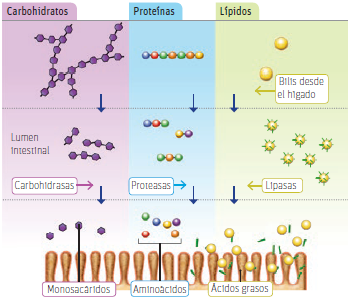 Carbohidratos
Proteínas
Lípidos
Bilis desde
el hígado
Lumen
intestinal
Carbohidrasas
Proteasas
Lipasas
Monosacáridos
Aminoácidos
Ácidos grasos